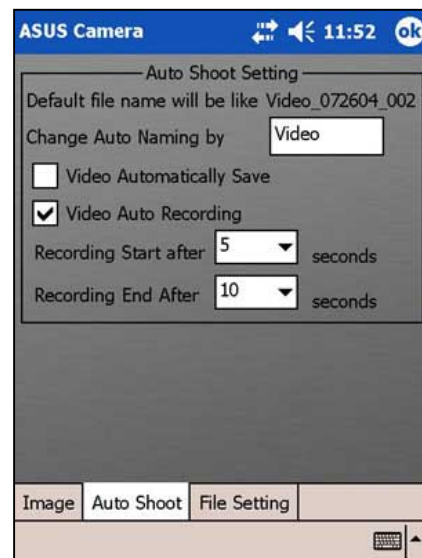 ASUS Camera 11:52 ok
Auto Shoot Setting
Default file name will be like Video_072604_002
Change Auto Naming by Video
Video Automatically Save
Video Auto Recording
Recording Start after 5 seconds
Recording End After 10 seconds
Image Auto Shoot File Setting